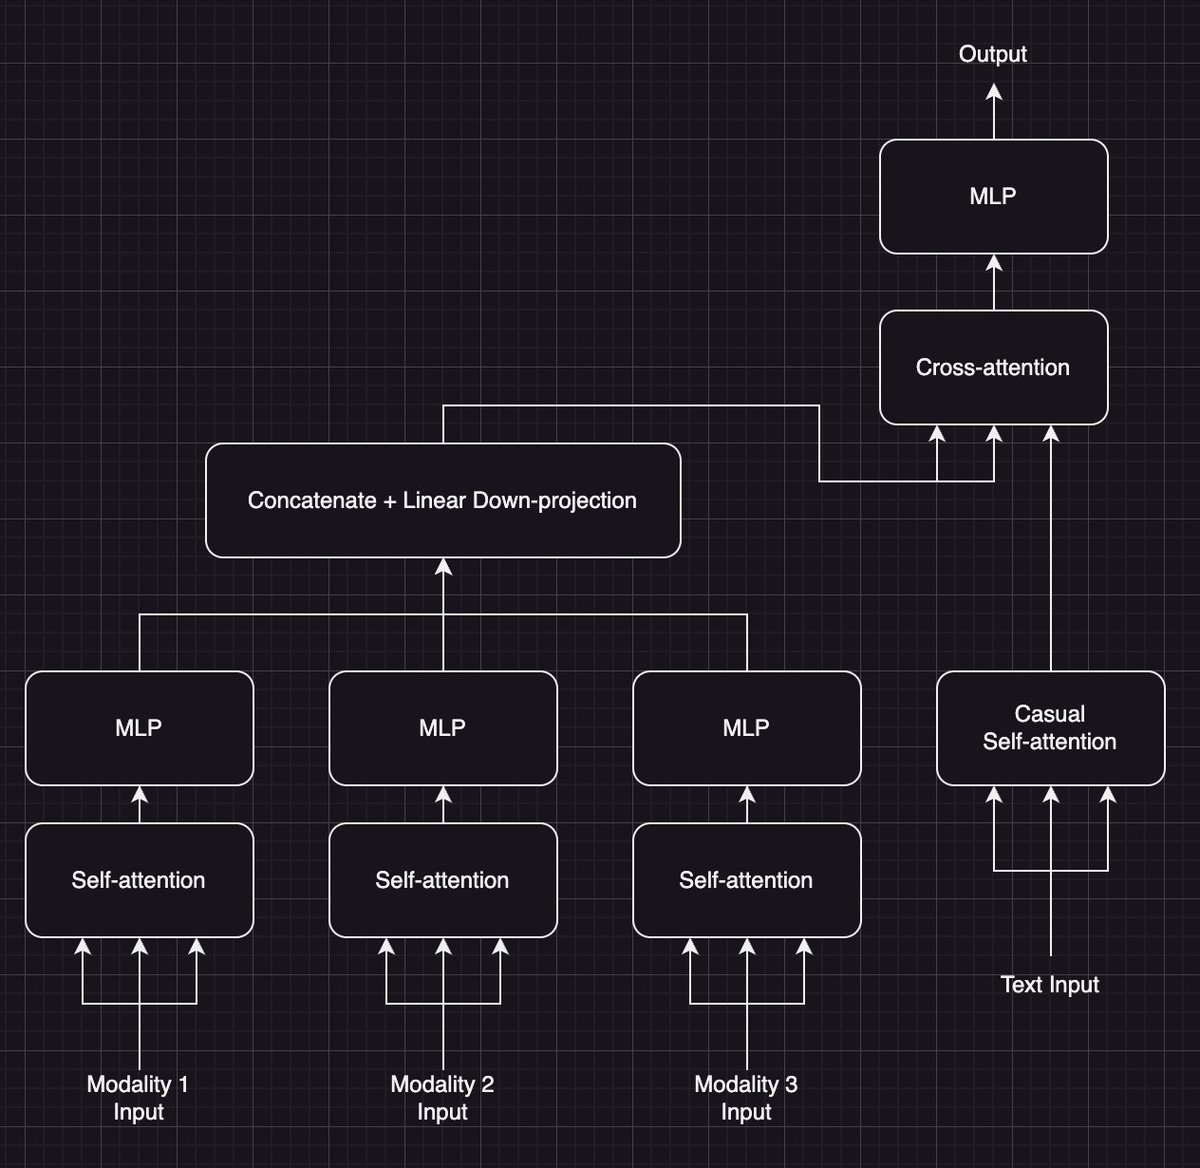 Output
MLP
Cross-attention
Concatenate + Linear Down-projection
MLP
MLP
MLP
Casual
Self-attention
Self-attention
Self-attention
Self-attention
Text Input
Modality 1
Input
Modality 2
Input
Modality 3
Input